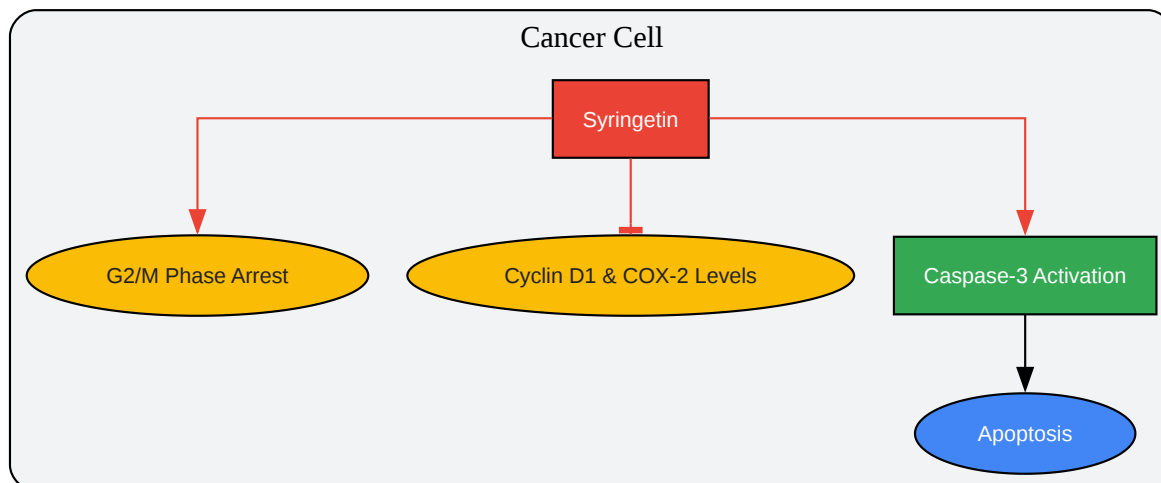 Cancer Cell
Syringetin
G2/M Phase Arrest
Cyclin D1 & COX-2 Levels
Caspase-3 Activation
Apoptosis